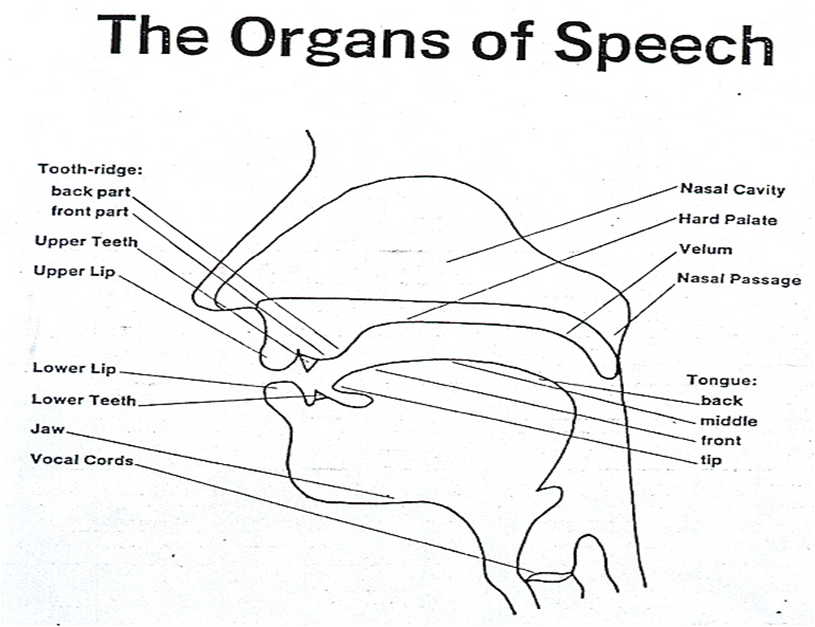 The Organs of Speech
Tooth-ridge:
back part
front part
Upper Teeth
Upper Lip
Lower Lip
Lower Teeth
Jaw
Vocal Cords
Nasal Cavity
Hard Palate
Velum
Nasal Passage
Tongue:
back
middle
front
tip